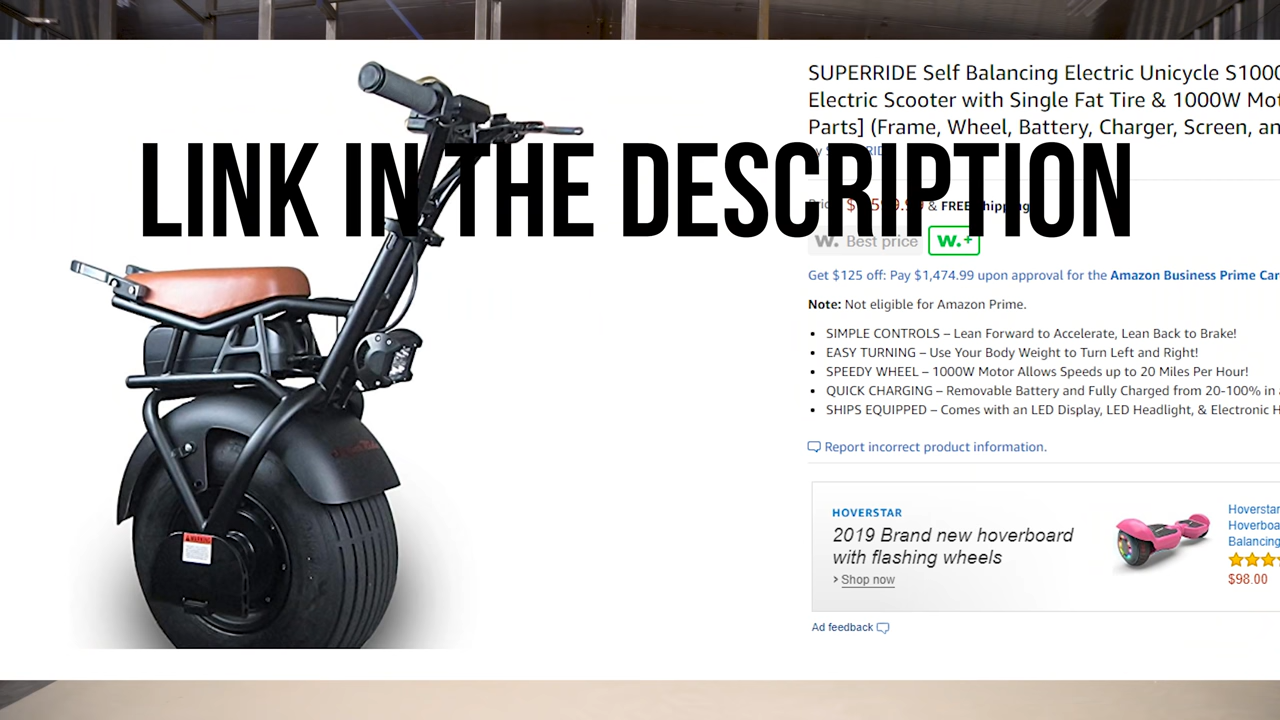 SUPERRIDE Self Balancing Electric Unicycle S1000
Electric Scooter with Single Fat Tire & 1000W Mot
Parts] (Frame, Wheel, Battery, Charger, Screen, an
LINK IN THE DESCRIPTION
& FREE Shipping
W. Best price W.+
Get $125 off: Pay $1,474.99 upon approval for the Amazon Business Prime Car
Note: Not eligible for Amazon Prime.
SIMPLE CONTROLS – Lean Forward to Accelerate, Lean Back to Brake!
EASY TURNING – Use Your Body Weight to Turn Left and Right!
SPEEDY WHEEL – 1000W Motor Allows Speeds up to 20 Miles Per Hour!
QUICK CHARGING – Removable Battery and Fully Charged from 20-100% in
SHIPS EQUIPPED – Comes with an LED Display, LED Headlight, & Electronic H
Report incorrect product information.
HOVERSTAR
2019 Brand new hoverboard
with flashing wheels
› Shop now
Hoverstar
Hoverboa
Balancing
$98.00
Ad feedback
WARNING